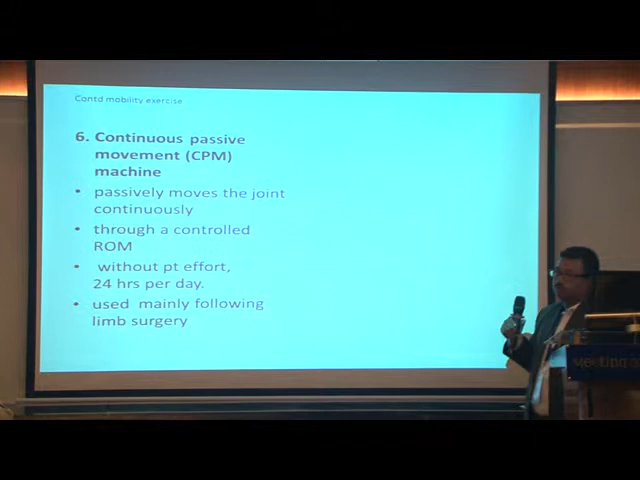 Contd mobility exercise
6. Continuous passive
movement (CPM)
machine
• passively moves the joint
continuously
• through a controlled
ROM
• without pt effort,
24 hrs per day.
• used mainly following
limb surgery
Meeting